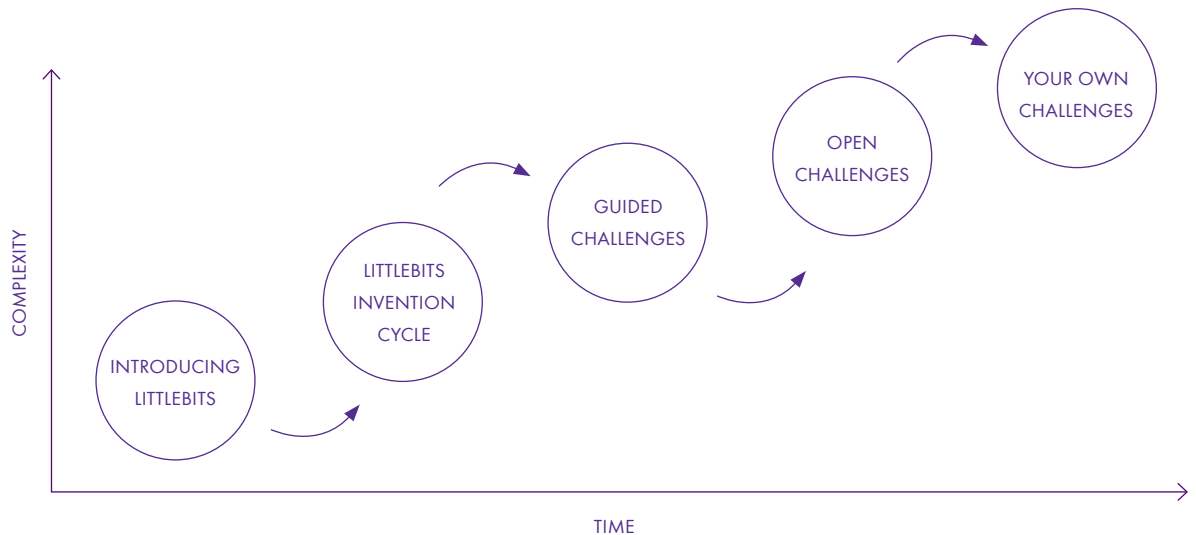 YOUR OWN
CHALLENGES
OPEN
CHALLENGES
GUIDED
CHALLENGES
LITTLEBITS
INVENTION
CYCLE
INTRODUCING
LITTLEBITS
COMPLEXITY
TIME